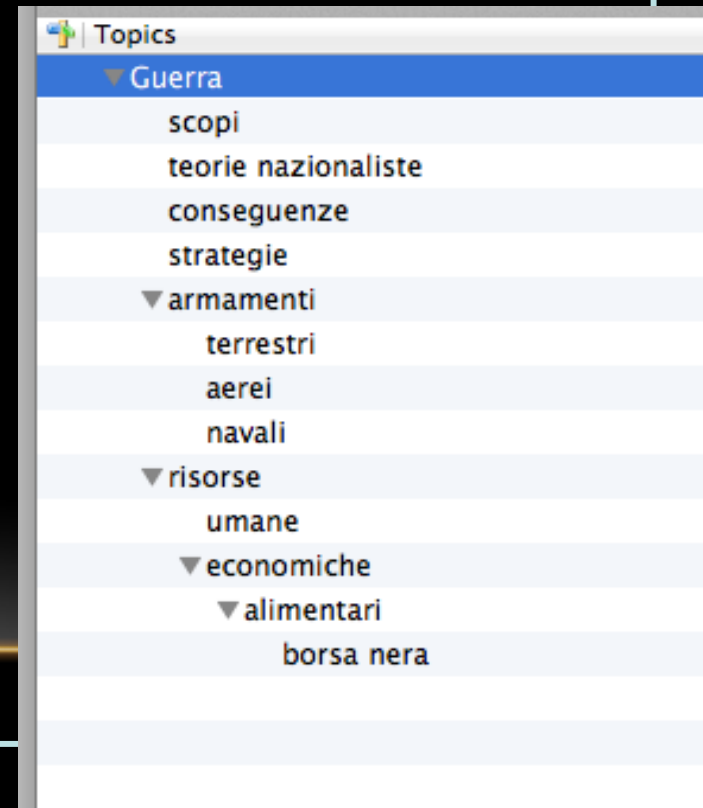 Topics
Guerra
scopi
teorie nazionaliste
conseguenze
strategie
armamenti
terrestri
aerei
navali
risorse
umane
economiche
alimentari
borsa nera